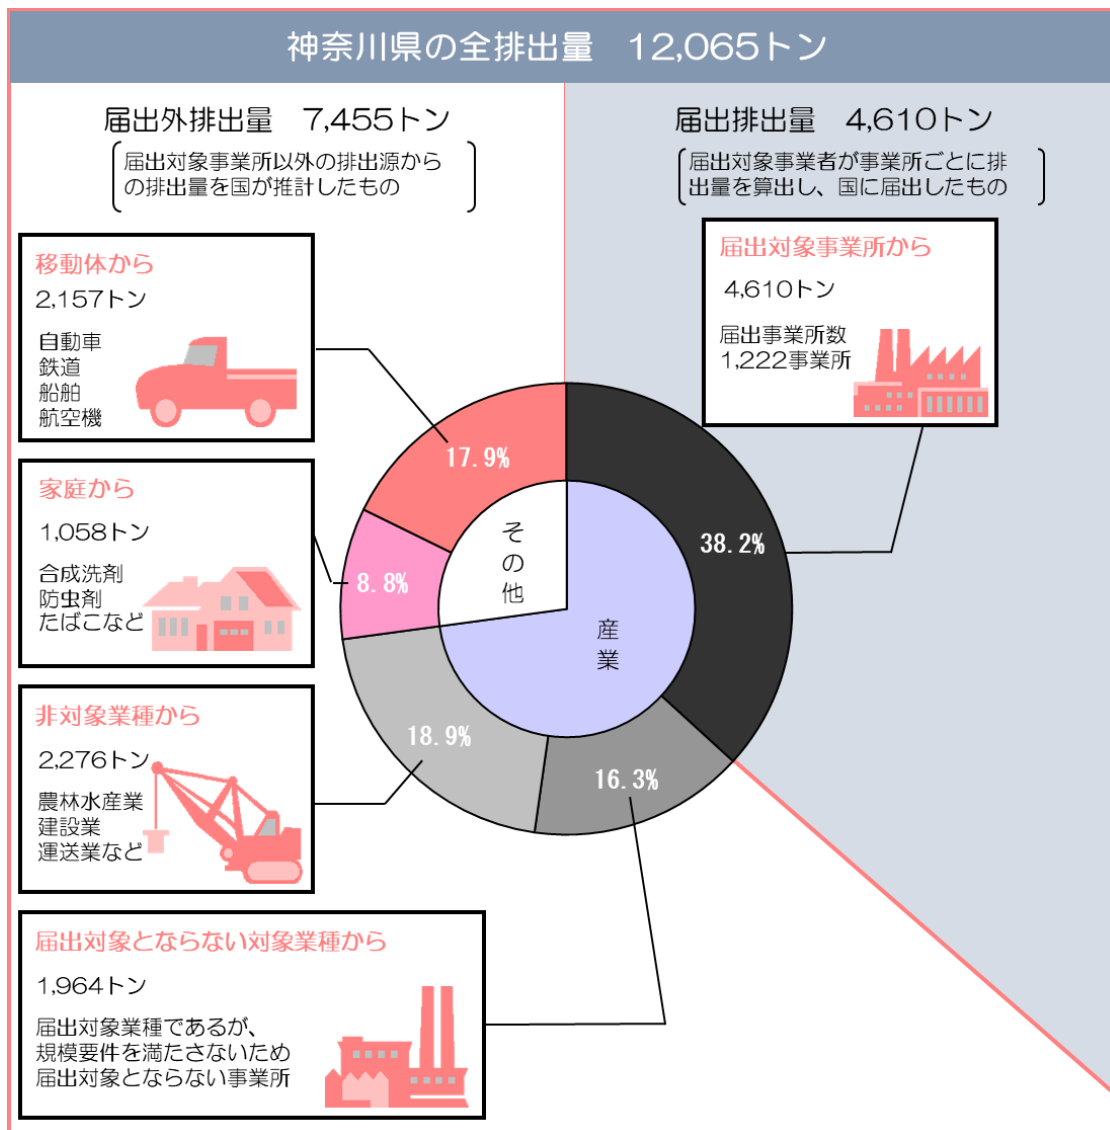 神奈川県の全排出量　12,065トン
届出外排出量　7,455トン
届出対象事業所以外の排出源から
の排出量を国が推計したもの
届出排出量　4,610トン
届出対象事業者が事業所ごとに排
出量を算出し、国に届出したもの
移動体から
2,157トン
自動車
鉄道
船舶
航空機
届出対象事業所から
4,610トン
届出事業所数
1,222事業所
家庭から
1,058トン
合成洗剤
防虫剤
たばこなど
非対象業種から
2,276トン
農林水産業
建設業
運送業など
届出対象とならない対象業種から
1,964トン
届出対象業種であるが、
規模要件を満たさないため
届出対象とならない事業所
17.9%
38.2%
8.8%
18.9%
16.3%
その他
産業